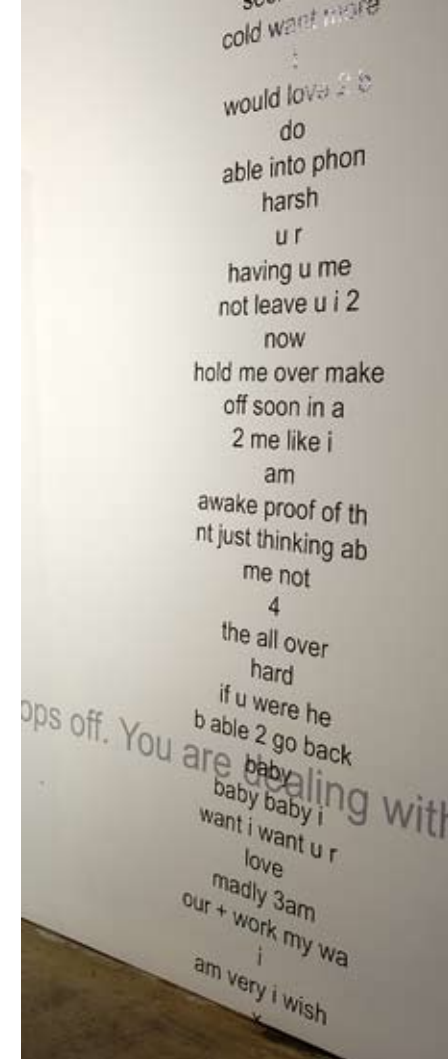 cold want more
i
would love 2 b
do
able into phon
harsh
u r
having u me
not leave u i 2
now
hold me over make
off soon in a
2 me like i
am
awake proof of th
nt just thinking ab
me not
4
the all over
hard
if u were he
b able 2 go back
baby
baby baby i
want i want u r
love
madly 3am
our + work my wa
i
am very i wish
x
ops off. You are dealing with